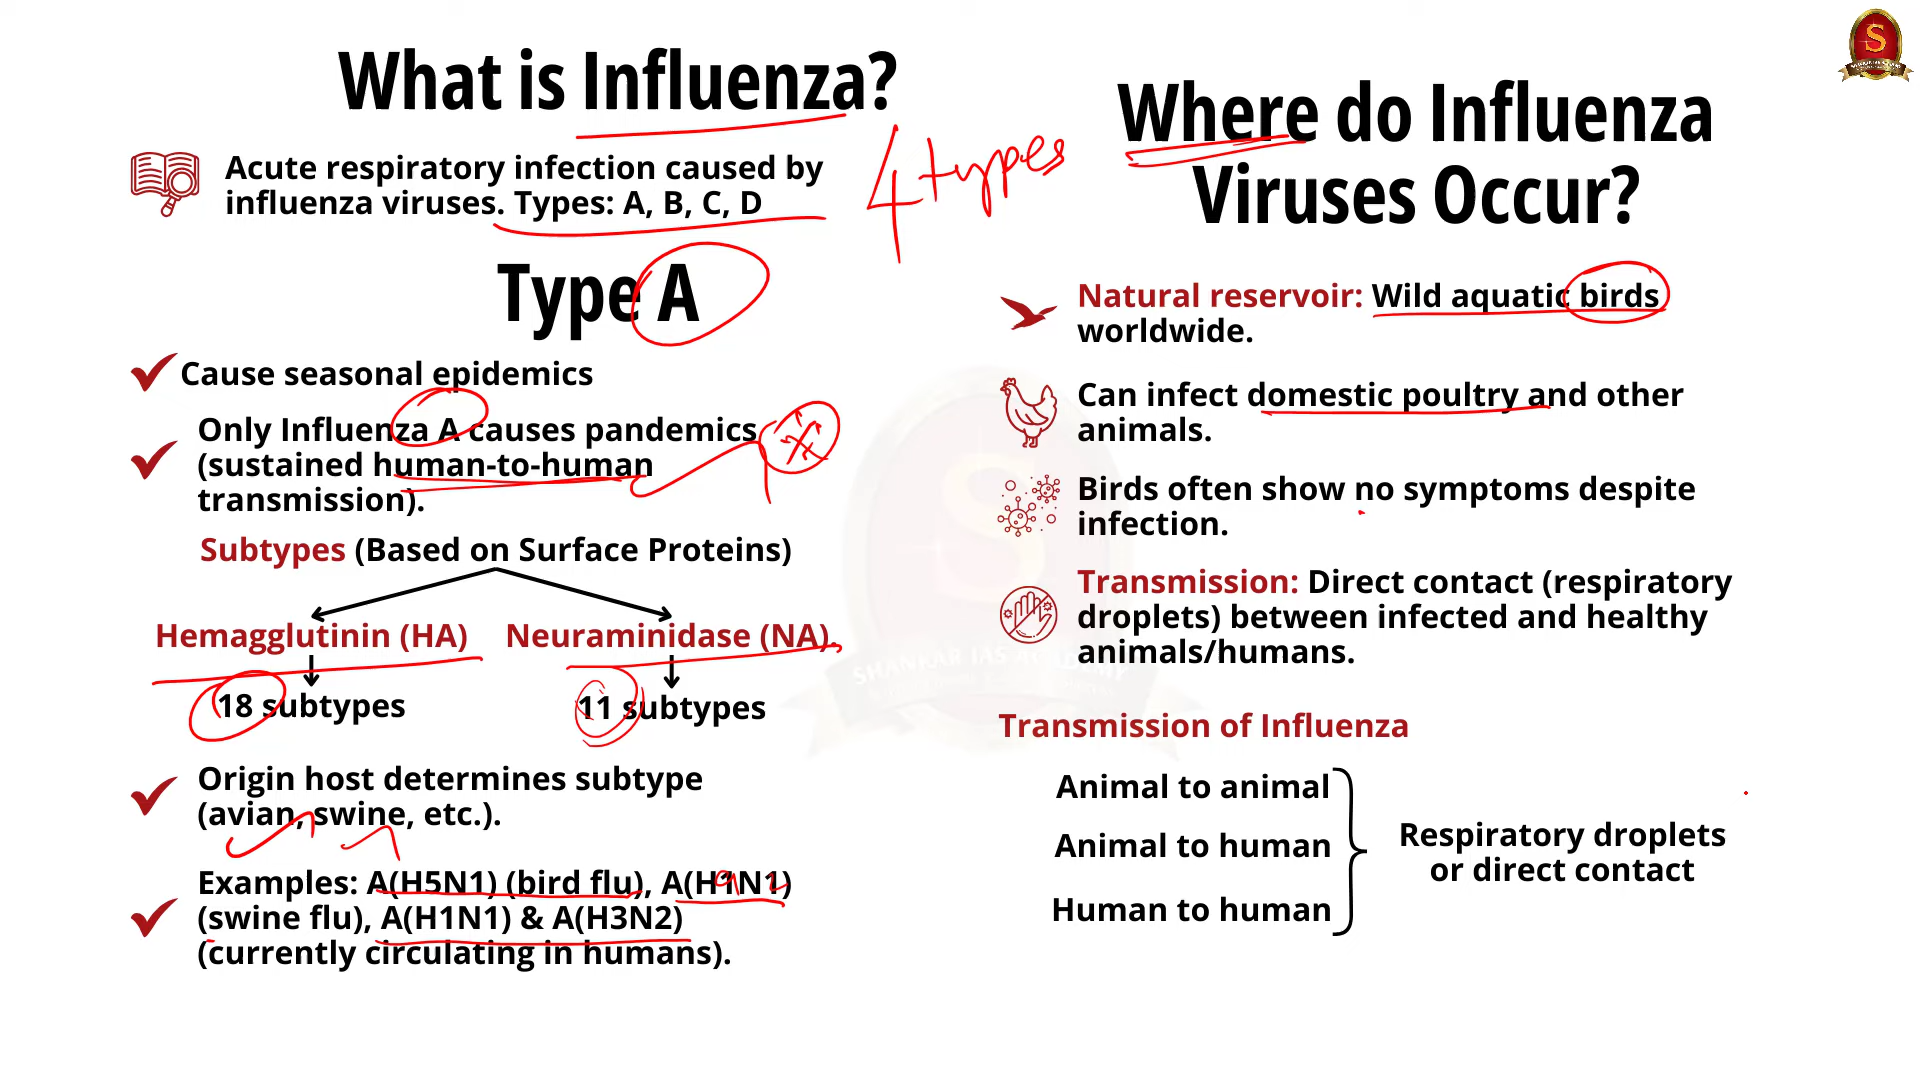 What is Influenza?
Acute respiratory infection caused by
influenza viruses. Types: A, B, C, D
4 types
Type A
Cause seasonal epidemics
Only Influenza A causes pandemics
(sustained human-to-human
transmission).
Subtypes (Based on Surface Proteins)
Hemagglutinin (HA)
Neuraminidase (NA).
18 subtypes
11 subtypes
Origin host determines subtype
(avian, swine, etc.).
Examples: A(H5N1) (bird flu), A(H1N1)
(swine flu), A(H1N1) & A(H3N2)
(currently circulating in humans).
Where do Influenza
Viruses Occur?
Natural reservoir: Wild aquatic birds
worldwide.
Can infect domestic poultry and other
animals.
Birds often show no symptoms despite
infection.
Transmission: Direct contact (respiratory
droplets) between infected and healthy
animals/humans.
Transmission of Influenza
Animal to animal
Animal to human
Human to human
Respiratory droplets
or direct contact
S
SHANKAR IAS ACADEMY